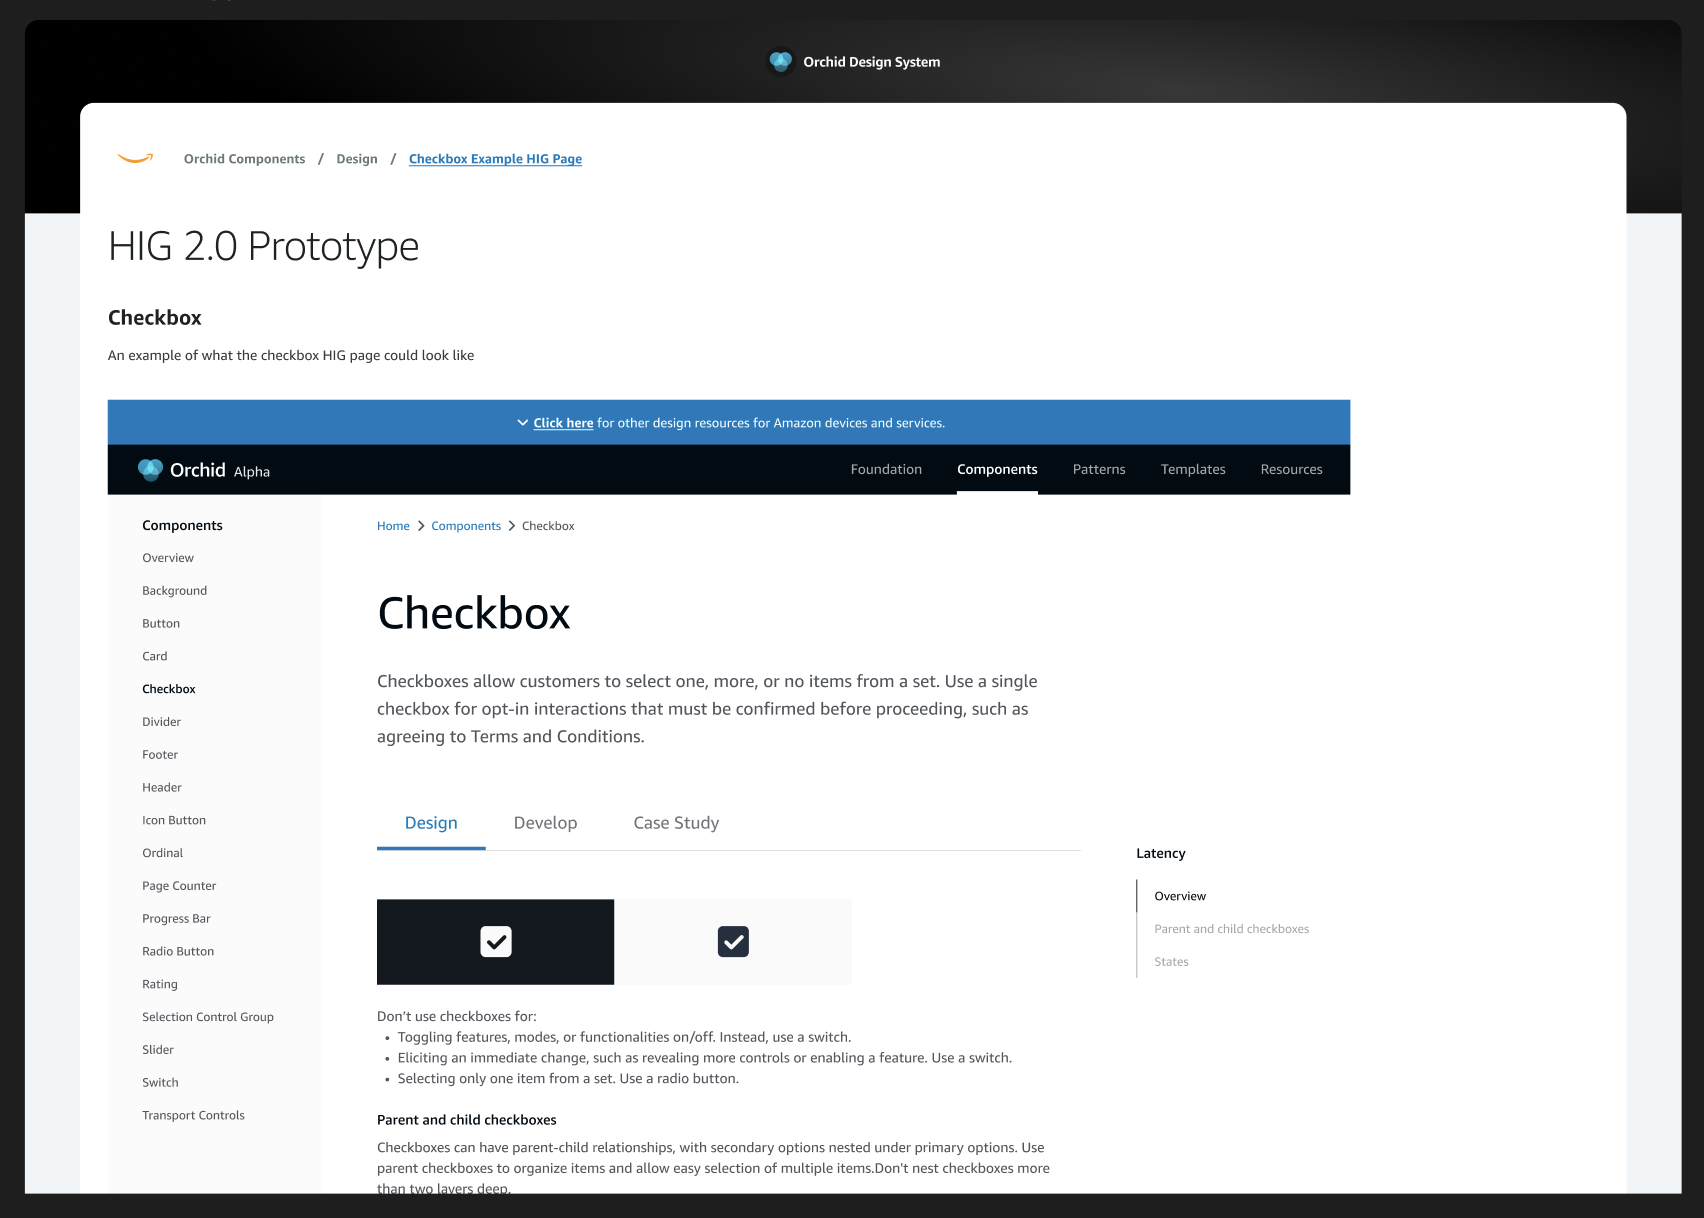 Orchid Design System
Orchid Components / Design / Checkbox Example HIG Page
HIG 2.0 Prototype
Checkbox
An example of what the checkbox HIG page could look like
Click here for other design resources for Amazon devices and services.
Orchid Alpha
Foundation
Components
Patterns
Templates
Resources
Components
Overview
Background
Button
Card
Checkbox
Divider
Footer
Header
Icon Button
Ordinal
Page Counter
Progress Bar
Radio Button
Rating
Selection Control Group
Slider
Switch
Transport Controls
Home > Components > Checkbox
Checkbox
Checkboxes allow customers to select one, more, or no items from a set. Use a single
checkbox for opt-in interactions that must be confirmed before proceeding, such as
agreeing to Terms and Conditions.
Design
Develop
Case Study
Don’t use checkboxes for:
• Toggling features, modes, or functionalities on/off. Instead, use a switch.
• Eliciting an immediate change, such as revealing more controls or enabling a feature. Use a switch.
• Selecting only one item from a set. Use a radio button.
Parent and child checkboxes
Checkboxes can have parent-child relationships, with secondary options nested under primary options. Use
parent checkboxes to organize items and allow easy selection of multiple items.Don't nest checkboxes more
than two layers deep.
Latency
Overview
Parent and child checkboxes
States